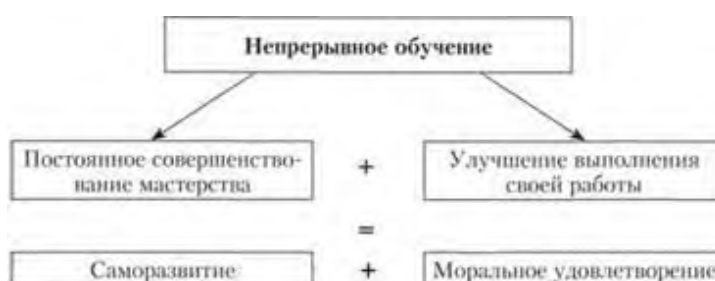 Непрерывное обучение
Постоянное совершенство-
вание мастерства
+
Улучшение выполнения
своей работы
=
Саморазвитие
+
Моральное удовлетворение